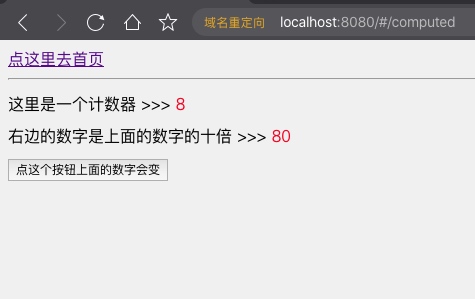 域名重定向 localhost:8080/#/computed
点这里去首页
这里是一个计数器 >>> 8
右边的数字是上面的数字的十倍 >>> 80
点这个按钮上面的数字会变